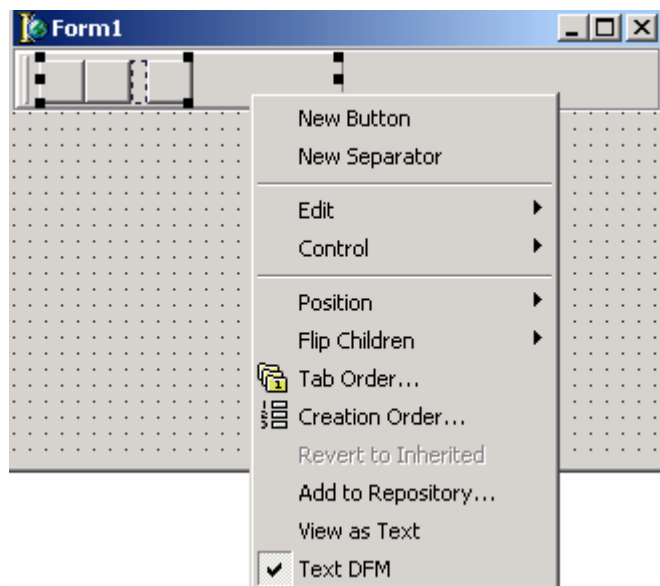 Form1
New Button
New Separator
Edit
Control
Position
Flip Children
Tab Order...
Creation Order...
Revert to Inherited
Add to Repository...
View as Text
Text DFM